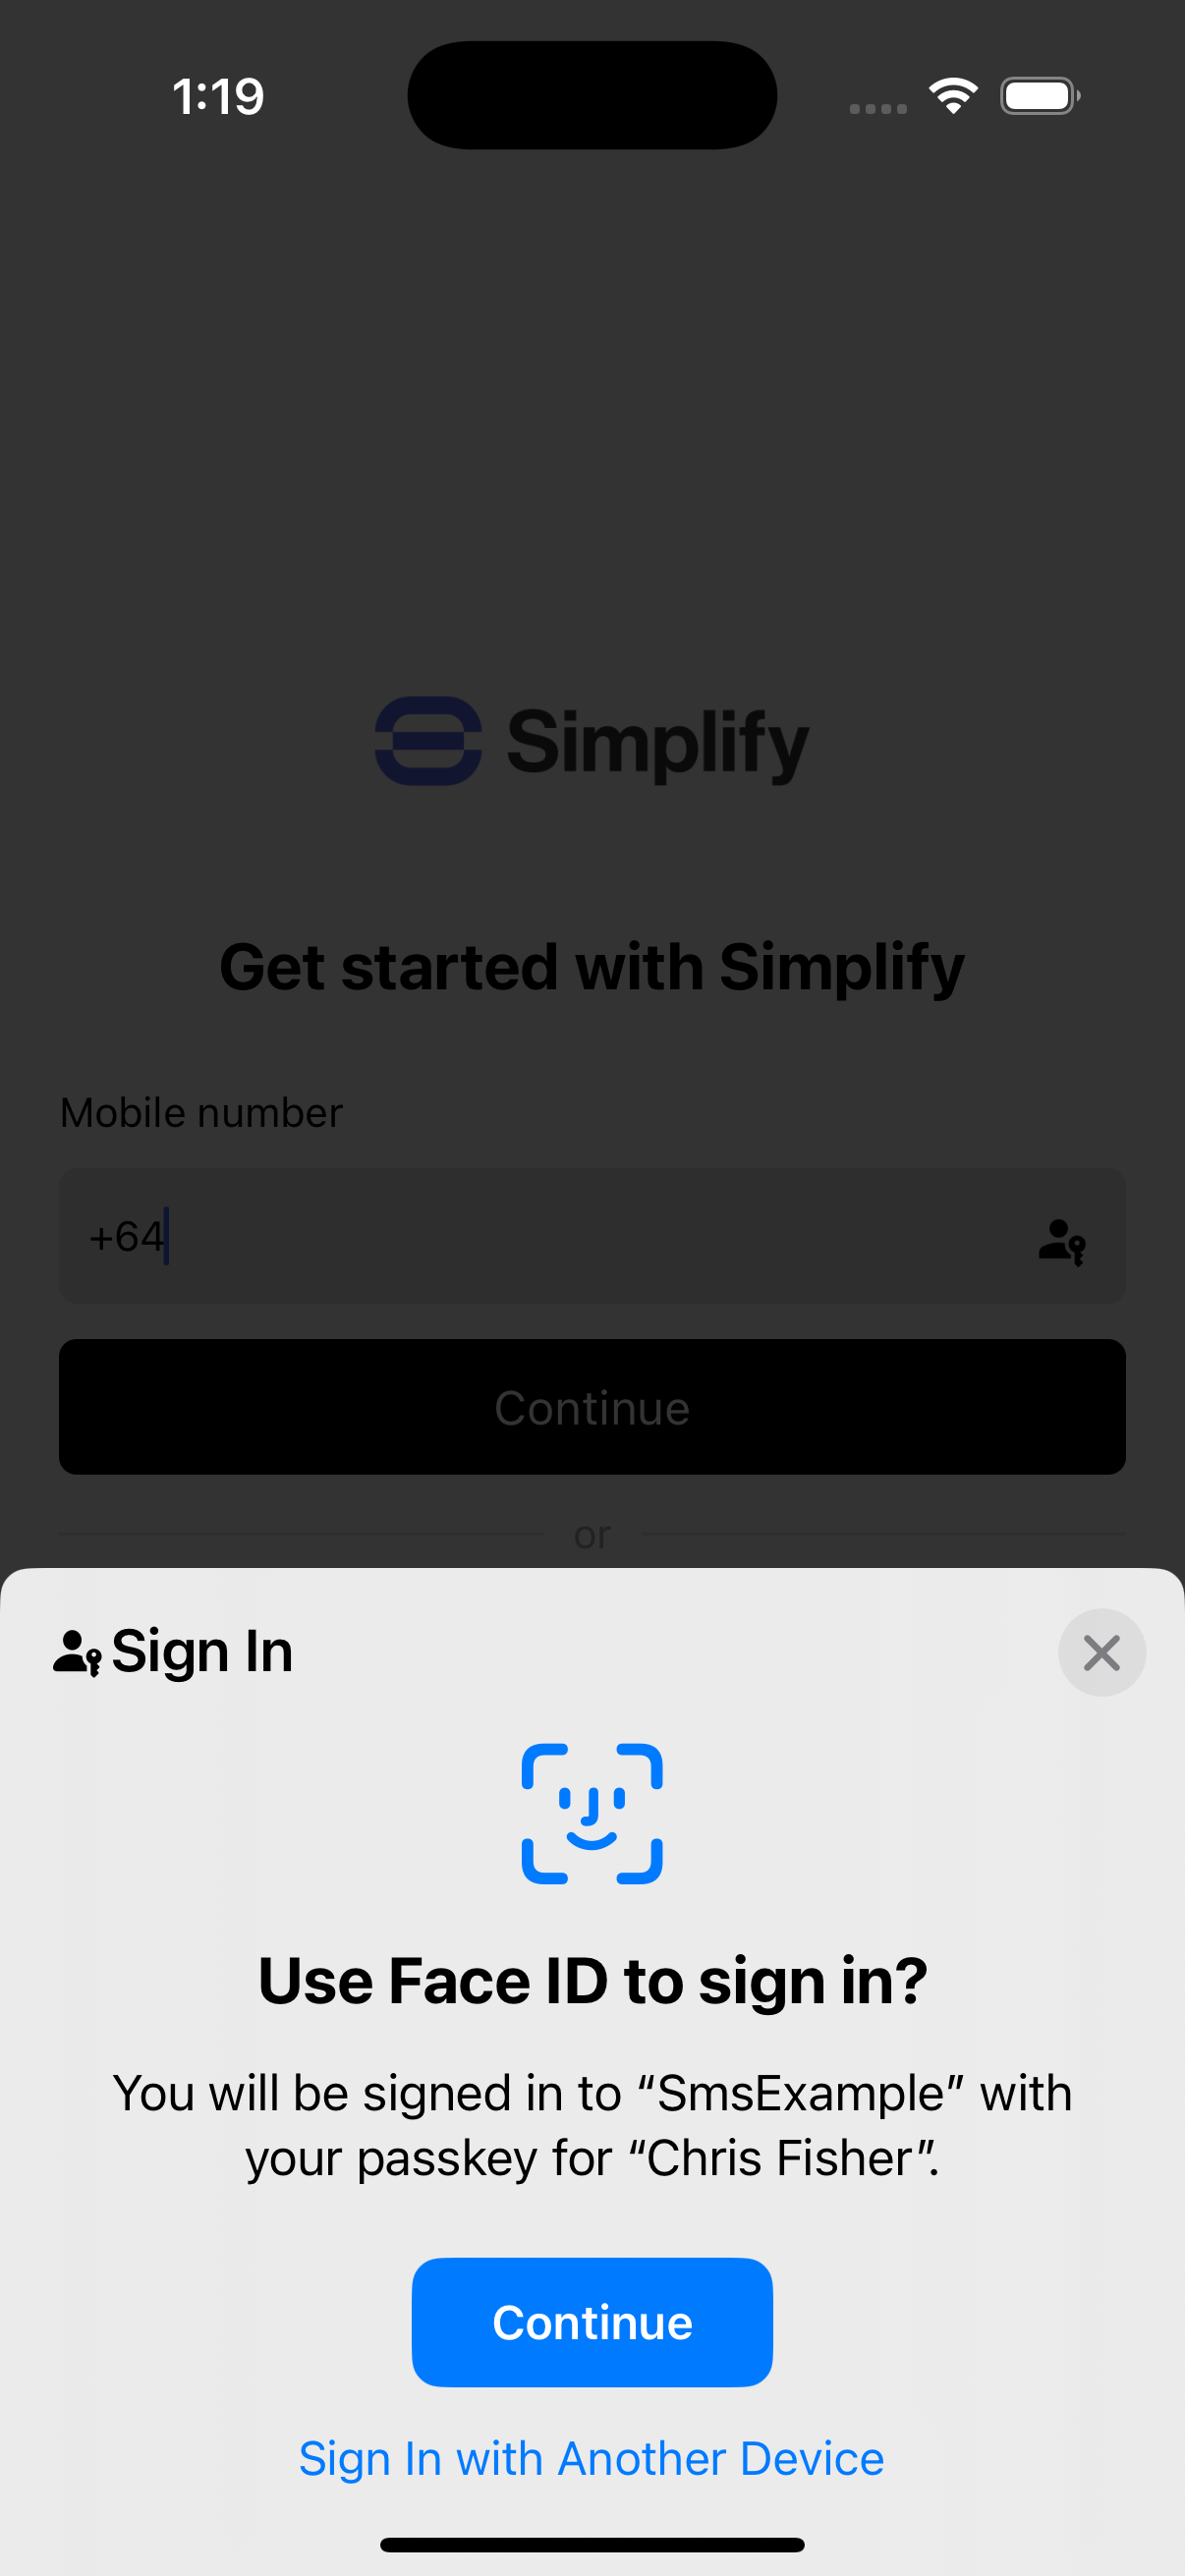 1:19
Simplify
Get started with Simplify
Mobile number
+64
Continue
or
Sign In
Use Face ID to sign in?
You will be signed in to “SmsExample” with
your passkey for “Chris Fisher”.
Continue
Sign In with Another Device